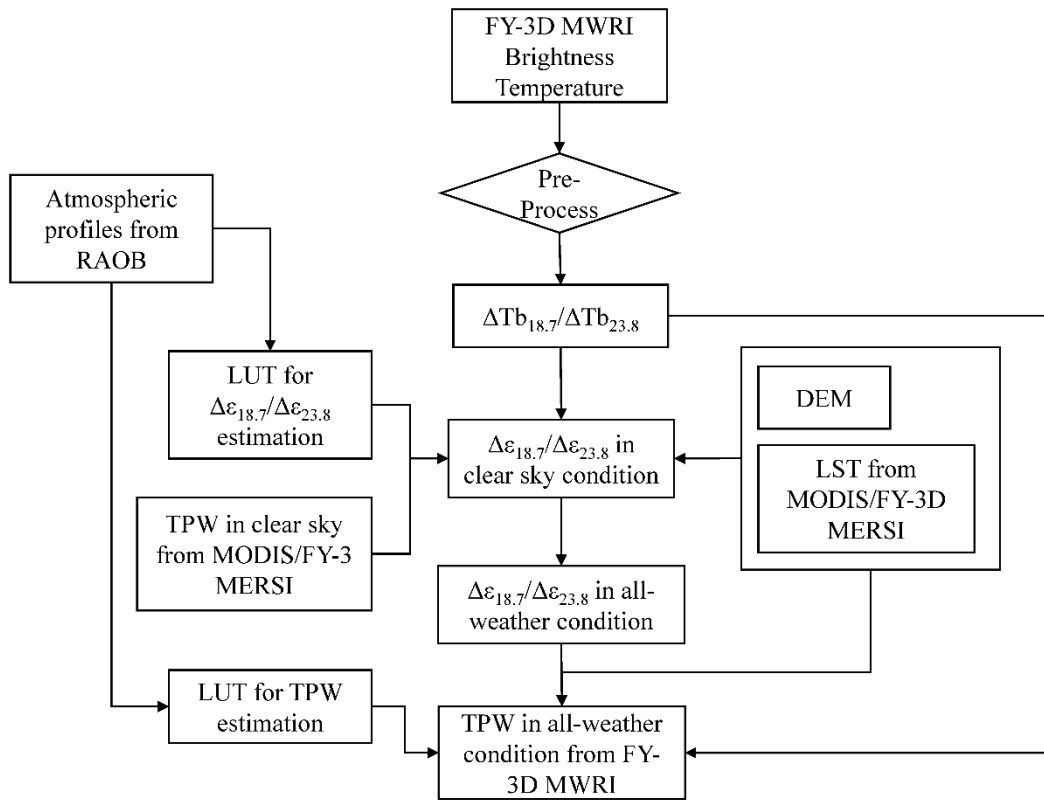 FY-3D MWRI
Brightness
Temperature
Pre-
Process
Atmospheric
profiles from
RAOB
ΔTb₁₈.₇/ΔTb₂₃.₈
LUT for
Δε₁₈.₇/Δε₂₃.₈
estimation
DEM
Δε₁₈.₇/Δε₂₃.₈ in
clear sky condition
LST from
MODIS/FY-3D
MERSI
TPW in clear sky
from MODIS/FY-3
MERSI
Δε₁₈.₇/Δε₂₃.₈ in all-
weather condition
LUT for TPW
estimation
TPW in all-weather
condition from FY-
3D MWRI